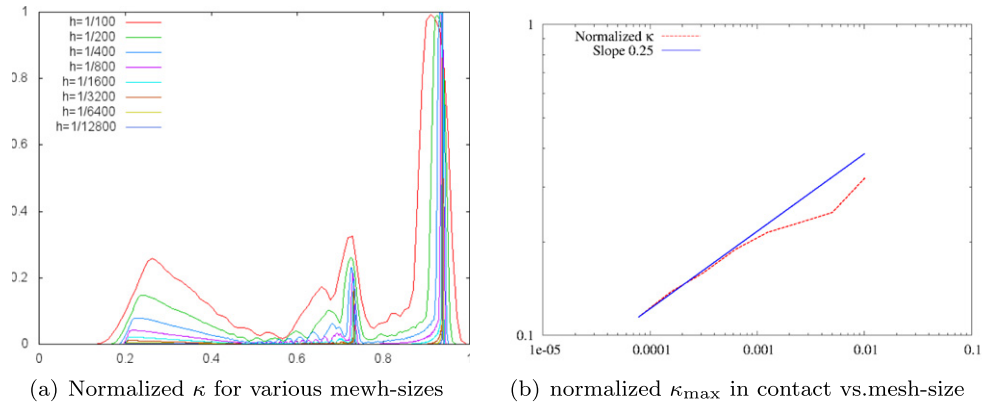 1
0.8
0.6
0.4
0.2
0
0 0.2 0.4 0.6 0.8 1
h=1/100
h=1/200
h=1/400
h=1/800
h=1/1600
h=1/3200
h=1/6400
h=1/12800
(a) Normalized κ for various mewh-sizes
1
0.1
1e-05 0.0001 0.001 0.01 0.1
Normalized κ
Slope 0.25
(b) normalized κmax in contact vs.mesh-size